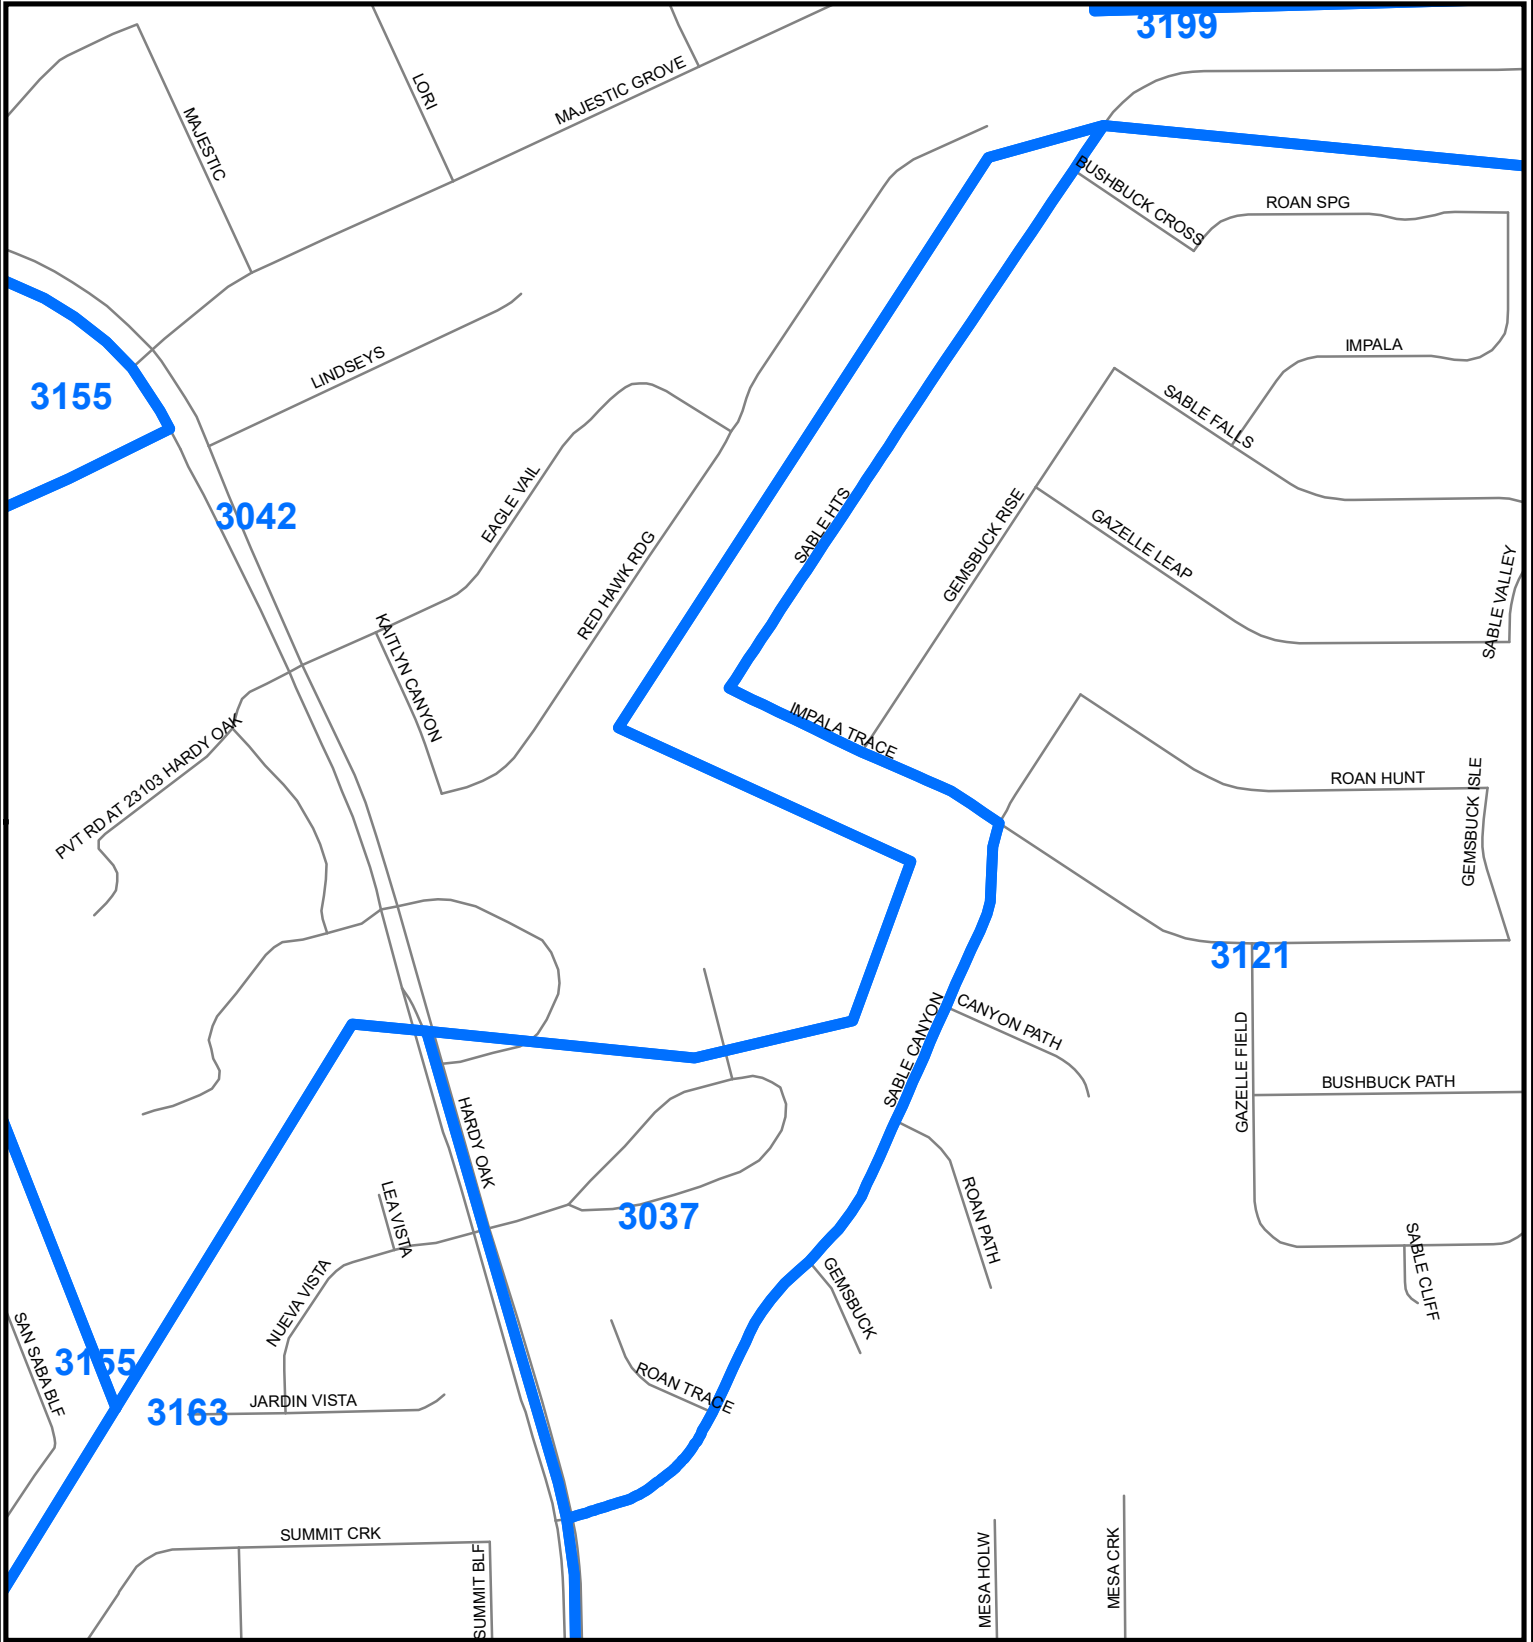 3199
LORI
MAJESTIC GROVE
MAJESTIC
BUSHBUCK CROSS
ROAN SPG
IMPALA
LINDSEYS
3155
SABLE FALLS
3042
EAGLE VAIL
SABLE HTS
GEMSBUCK RISE
GAZELLE LEAP
RED HAWK RDG
SABLE VALLEY
KAITLYN CANYON
IMPALA TRACE
PVT RD AT 23103 HARDY OAK
ROAN HUNT
GEMSBUCK ISLE
3121
SABLE CANYON
CANYON PATH
GAZELLE FIELD
BUSHBUCK PATH
HARDY OAK
LEA VISTA
3037
ROAN PATH
SABLE CLIFF
NUEVA VISTA
GEMSBUCK
SAN SABA BLF
3155
ROAN TRACE
3163
JARDIN VISTA
SUMMIT CRK
SUMMIT BLF
MESA HOLW
MESA CRK